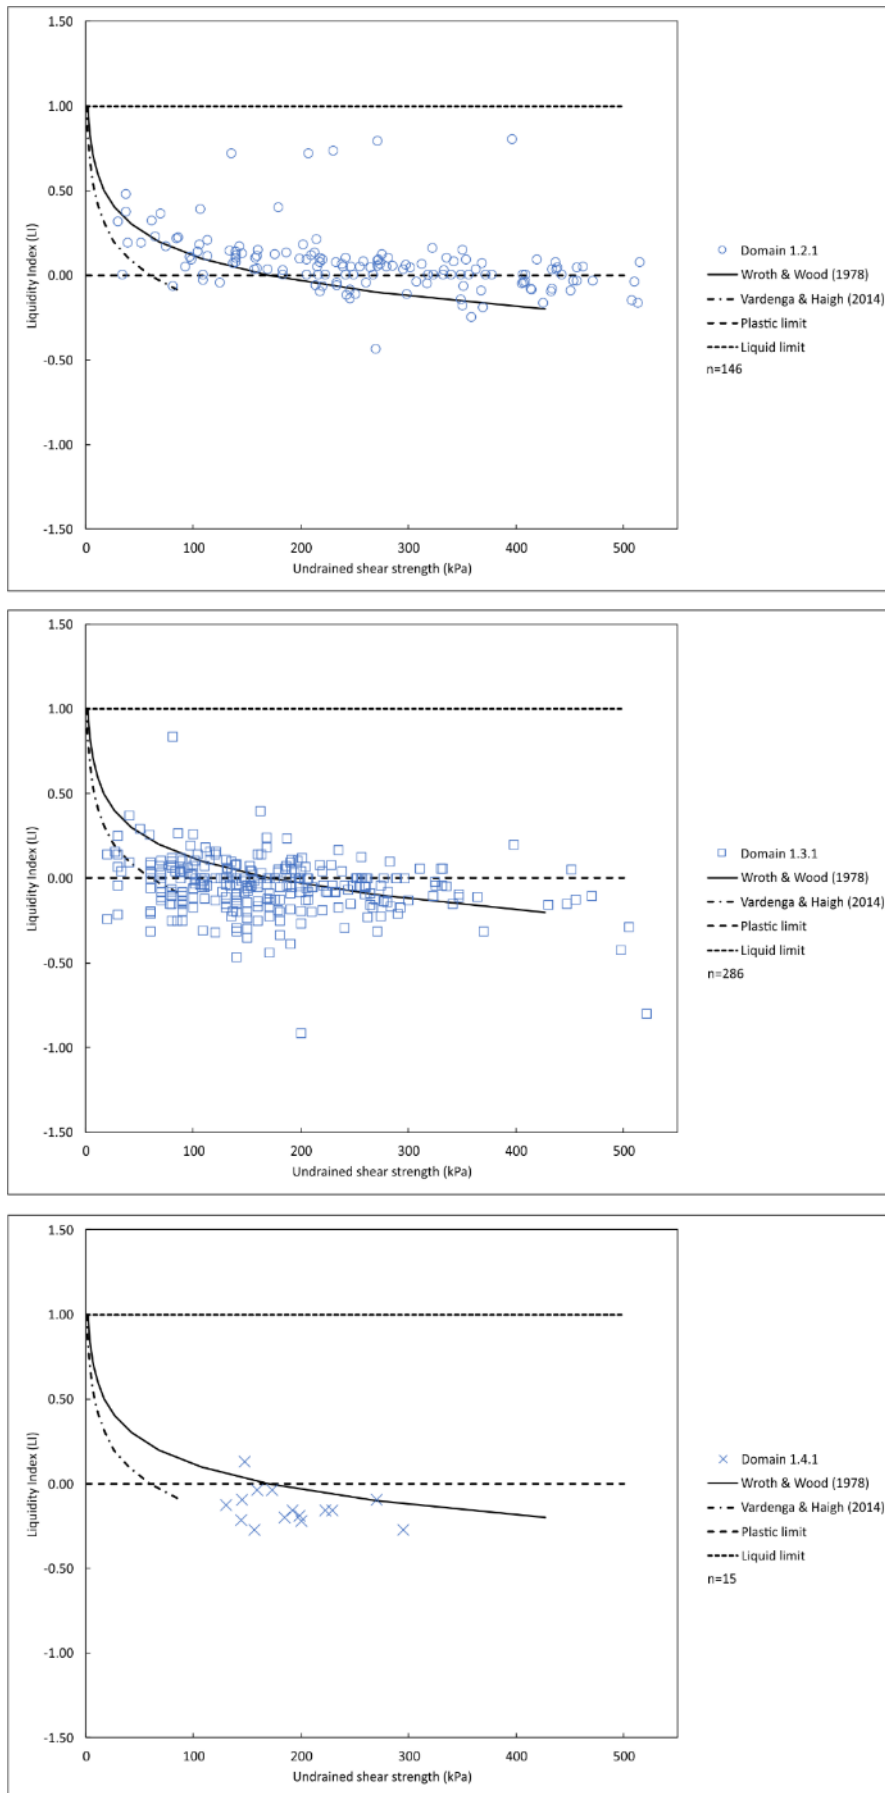 1.50
1.00
0.50
0.00
-0.50
-1.00
-1.50
Liquidity Index (LI)
0 100 200 300 400 500
Undrained shear strength (kPa)
Domain 1.2.1
Wroth & Wood (1978)
Vardenga & Haigh (2014)
Plastic limit
Liquid limit
n=146
1.50
1.00
0.50
0.00
-0.50
-1.00
-1.50
Liquidity Index (LI)
0 100 200 300 400 500
Undrained shear strength (kPa)
Domain 1.3.1
Wroth & Wood (1978)
Vardenga & Haigh (2014)
Plastic limit
Liquid limit
n=286
1.50
1.00
0.50
0.00
-0.50
-1.00
-1.50
Liquidity Index (LI)
0 100 200 300 400 500
Undrained shear strength (kPa)
Domain 1.4.1
Wroth & Wood (1978)
Vardenga & Haigh (2014)
Plastic limit
Liquid limit
n=15